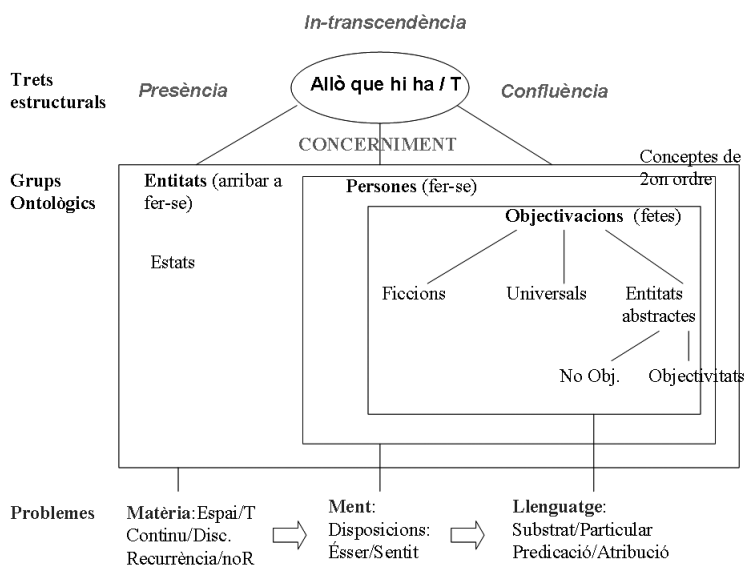 In-transcendència
Trets
estructurals
Presència
Allò que hi ha / T
Confluència
CONCERNIMENT
Conceptes de
2on ordre
Grups
Ontològics
Entitats (arribar a
fer-se)
Persones (fer-se)
Objectivacions (fetes)
Estats
Ficcions
Universals
Entitats
abstractes
No Obj.
Objectivitats
Problemes
Matèria:Espai/T
Continu/Disc.
Recurrència/noR
Ment:
Disposicions:
Ésser/Sentit
Llenguatge:
Substrat/Particular
Predicació/Atribució